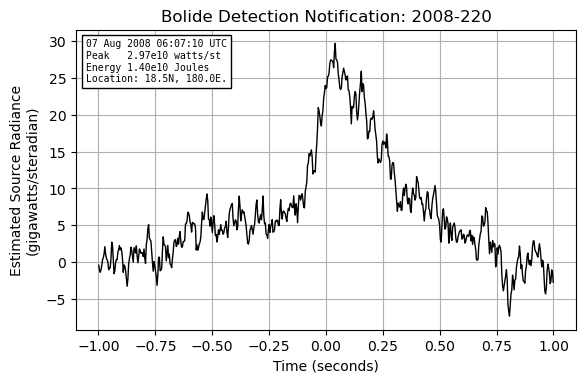 Bolide Detection Notification: 2008-220
07 Aug 2008 06:07:10 UTC
Peak   2.97e10 watts/st
Energy 1.40e10 Joules
Location: 18.5N, 180.0E.
Estimated Source Radiance
(gigawatts/steradian)
30
25
20
15
10
5
0
−5
−1.00 −0.75 −0.50 −0.25 0.00 0.25 0.50 0.75 1.00
Time (seconds)